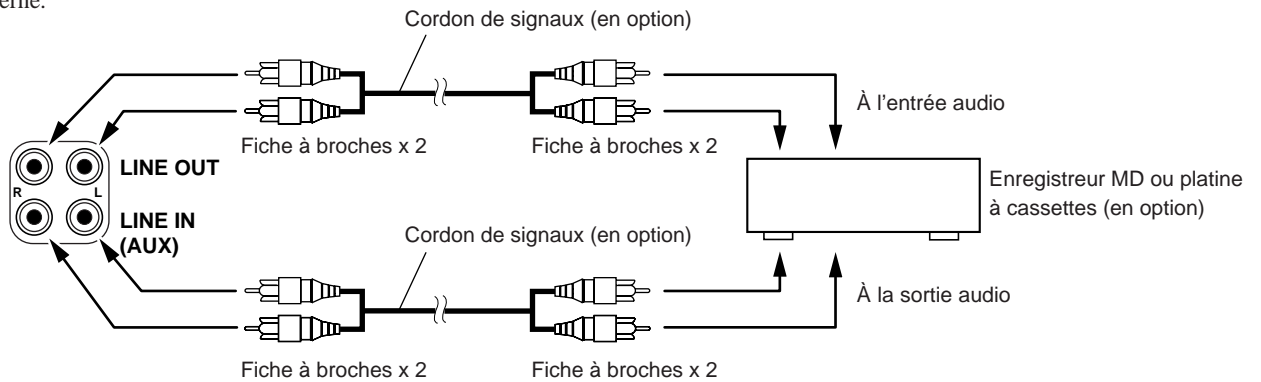 Cordon de signaux (en option)
À l’entrée audio
Fiche à broches x 2
Fiche à broches x 2
LINE OUT
R
L
LINE IN
(AUX)
Enregistreur MD ou platine
à cassettes (en option)
Cordon de signaux (en option)
À la sortie audio
Fiche à broches x 2
Fiche à broches x 2